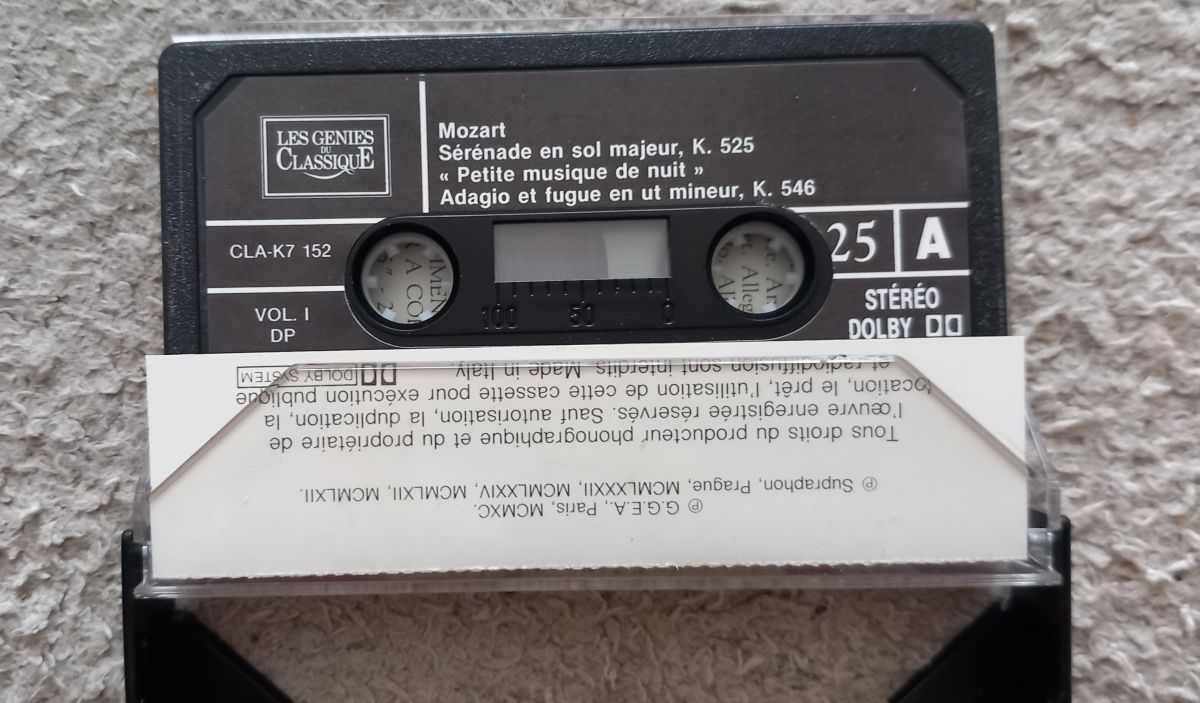 LES GENIES
DU
CLASSIQUE
Mozart
Sérénade en sol majeur, K. 525
« Petite musique de nuit »
Adagio et fugue en ut mineur, K. 546
CLA-K7 152
25
A
VOL. I
DP
STÉRÉO
DOLBY
100 50 0
A CO
℗ G.G.E.A., Paris, MCMXC.
℗ Supraphon, Prague, MCMLXXXII, MCMLXXIV, MCMLXII, MCMLXII.
Tous droits du producteur phonographique et du propriétaire de
l'œuvre enregistrée réservés. Sauf autorisation, la duplication, la
location, le prêt, l'utilisation de cette cassette pour exécution publique
et radiodiffusion sont interdits. Made in Italy.
DOLBY SYSTEM